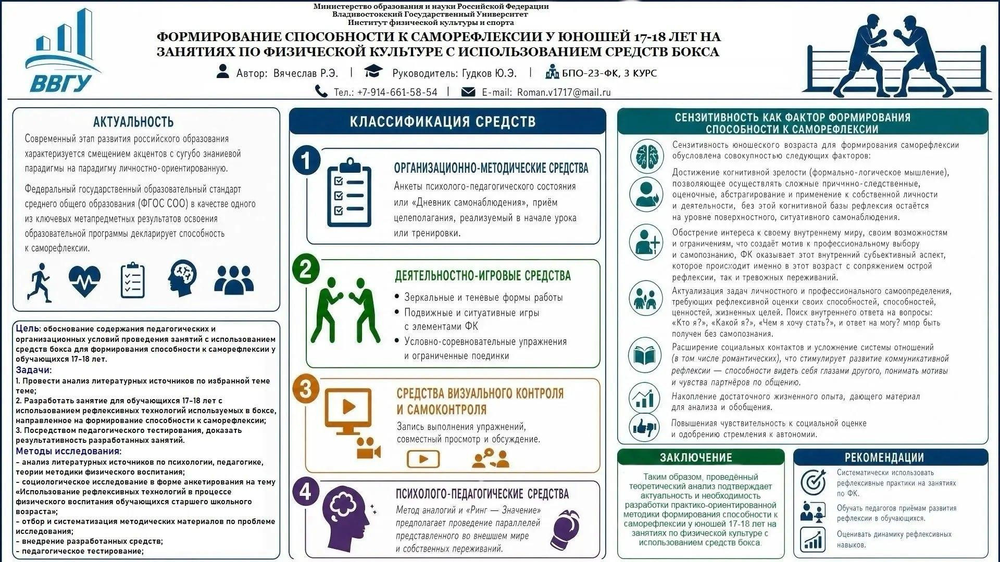 Министерство образования и науки Российской Федерации
Владивостокский Государственный Университет
Институт физической культуры и спорта
ФОРМИРОВАНИЕ СПОСОБНОСТИ К САМОРЕФЛЕКСИИ У ЮНОШЕЙ 17-18 ЛЕТ НА
ЗАНЯТИЯХ ПО ФИЗИЧЕСКОЙ КУЛЬТУРЕ С ИСПОЛЬЗОВАНИЕМ СРЕДСТВ БОКСА
ВВГУ
Автор: Вячеслав Р.Э. | Руководитель: Гудков Ю.Э. | БПО-23-ФК, 3 КУРС
Тел.: +7-914-661-58-54 | E-mail: Roman.v1717@mail.ru
АКТУАЛЬНОСТЬ
Современный этап развития российского образования
характеризуется смещением акцентов с сугубо знаниевой
парадигмы на парадигму личностно-ориентированную.
Федеральный государственный образовательный стандарт
среднего общего образования (ФГОС СОО) в качестве одного
из ключевых метапредметных результатов освоения
образовательной программы декларирует способность
к саморефлексии.
Цель: обоснование содержания педагогических и
организационных условий проведения занятий с использованием
средств бокса для формирования способности к саморефлексии у
обучающихся 17-18 лет.
Задачи:
1. Провести анализ литературных источников по избранной теме
теме;
2. Разработать занятие для обучающихся 17-18 лет с
использованием рефлексивных технологий используемых в боксе,
направленное на формирование способности к саморефлексии;
3. Посредством педагогического тестирования, доказать
результативность разработанных занятий.
Методы исследования:
- анализ литературных источников по психологии, педагогике,
теории методики физического воспитания;
- социологическое исследование в форме анкетирования на тему
«Использование рефлексивных технологий в процессе
физического воспитания обучающихся старшего школьного
возраста»;
- отбор и систематизация методических материалов по проблеме
исследования;
- внедрение разработанных средств;
- педагогическое тестирование;
КЛАССИФИКАЦИЯ СРЕДСТВ
1
ОРГАНИЗАЦИОННО-МЕТОДИЧЕСКИЕ СРЕДСТВА
Анкеты психолого-педагогического состояния
или «Дневник самонаблюдения», приём
целеполагания, реализуемый в начале урока
или тренировки.
2
ДЕЯТЕЛЬНОСТНО-ИГРОВЫЕ СРЕДСТВА
• Зеркальные и теневые формы работы
• Подвижные и ситуативные игры
с элементами ФК
• Условно-соревновательные упражнения
и ограниченные поединки
3
СРЕДСТВА ВИЗУАЛЬНОГО КОНТРОЛЯ
И САМОКОНТРОЛЯ
Запись выполнения упражнений,
совместный просмотр и обсуждение.
4
ПСИХОЛОГО-ПЕДАГОГИЧЕСКИЕ СРЕДСТВА
Метод аналогий и «Ринг — Значение»
предполагает проведение параллелей
представленного во внешшем мире
и собственных переживаний.
СЕНЗИТИВНОСТЬ КАК ФАКТОР ФОРМИРОВАНИЯ
СПОСОБНОСТИ К САМОРЕФЛЕКСИИ
Сензитивность юношеского возраста для формирования саморефлексии
обусловлена совокупностью следующих факторов:
Достижение когнитивной зрелости (формально-логическое мышление),
позволяющее осуществлять сложные причинно-следственные,
оценочные, абстрагирование и применение к собственной личности
и деятельности, без этой когнитивной базы рефлексия остаётся
на уровне поверхностного, ситуативного самонаблюдения.
Обострение интереса к своему внутреннему миру, своим возможностям
и ограничениям, что создаёт мотив к профессиональному выбору
и самопознанию, ФК оказывает этот внутренний субъективный аспект,
которое происходит именно в этот возраст с сопряжением острой
рефлексии, так и тревожных переживаний.
Актуализация задач личностного и профессионального самоопределения,
требующих рефлексивной оценки своих способностей, способностей,
ценностей, жизненных целей. Поиск внутреннего ответа на вопросы:
«Кто я?», «Какой я?», «Чем я хочу стать?», и ответ на могу? мпор быть
получен без самопознания.
Расширение социальных контактов и усложнение системы отношений
(в том числе романтических), что стимулирует развитие коммуникативной
рефлексии — способности видеть себя глазами другого, понимать мотивы
и чувства партнёров по общению.
Накопление достаточного жизненного опыта, дающего материал
для анализа и обобщения.
Повышенная чувствительность к социальной оценке
и одобрению стремления к автономии.
ЗАКЛЮЧЕНИЕ
Таким образом, проведённый
теоретический анализ подтверждает
актуальность и необходимость
разработки практико-ориентированной
методики формирования способности к
саморефлексии у юношей 17-18 лет на
занятиях по физической культуре с
использованием средств бокса.
РЕКОМЕНДАЦИИ
Систематически использовать
рефлексивные практики на занятиях
по ФК.
Обучать педагогов приёмам развития
рефлексии в обучающихся.
Оценивать динамику рефлексивных
навыков.